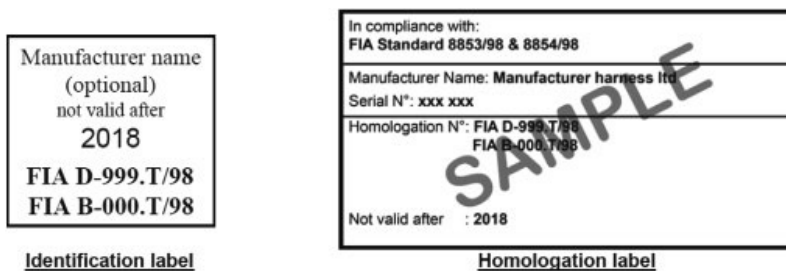 Manufacturer name
(optional)
not valid after
2018
FIA D-999.T/98
FIA B-000.T/98
Identification label
In compliance with:
FIA Standard 8853/98 & 8854/98
Manufacturer Name: Manufacturer harness ltd
Serial N°: xxx xxx
Homologation N°: FIA D-999.T/98
FIA B-000.T/98
Not valid after : 2018
SAMPLE
Homologation label